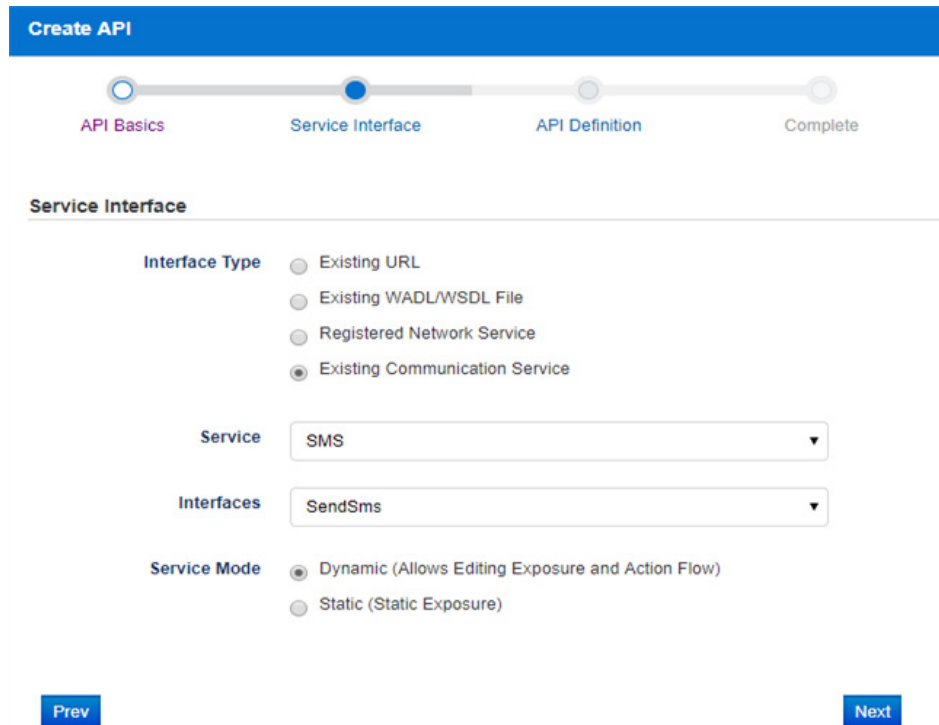 Create API
API Basics
Service Interface
API Definition
Complete
Service Interface
Interface Type
Existing URL
Existing WADL/WSDL File
Registered Network Service
Existing Communication Service
Service
SMS
Interfaces
SendSms
Service Mode
Dynamic (Allows Editing Exposure and Action Flow)
Static (Static Exposure)
Prev
Next